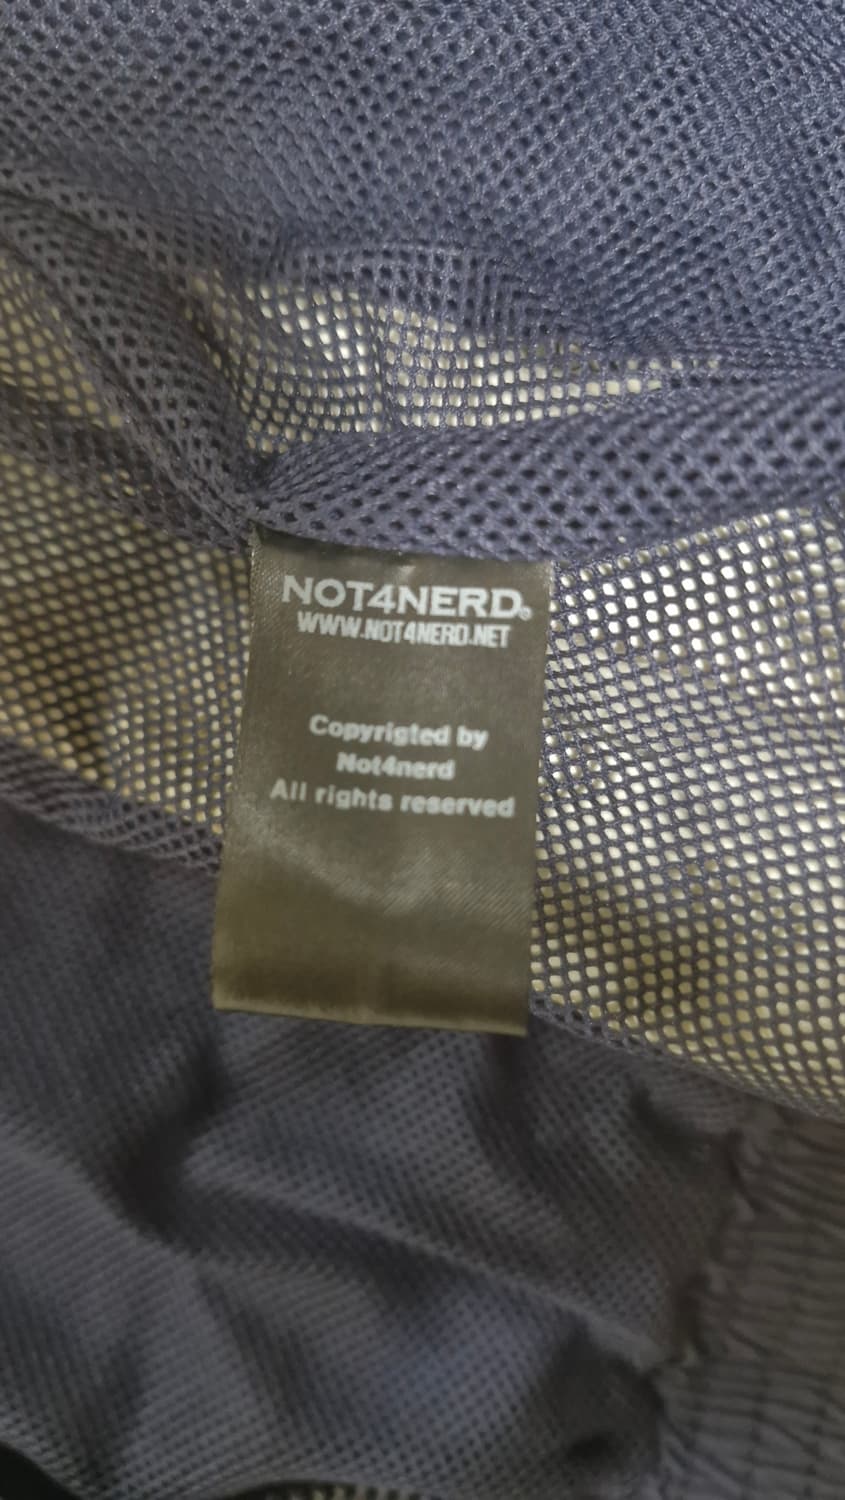 NOT4NERD®
WWW.NOT4NERD.NET
Copyrigted by
Not4nerd
All rights reserved